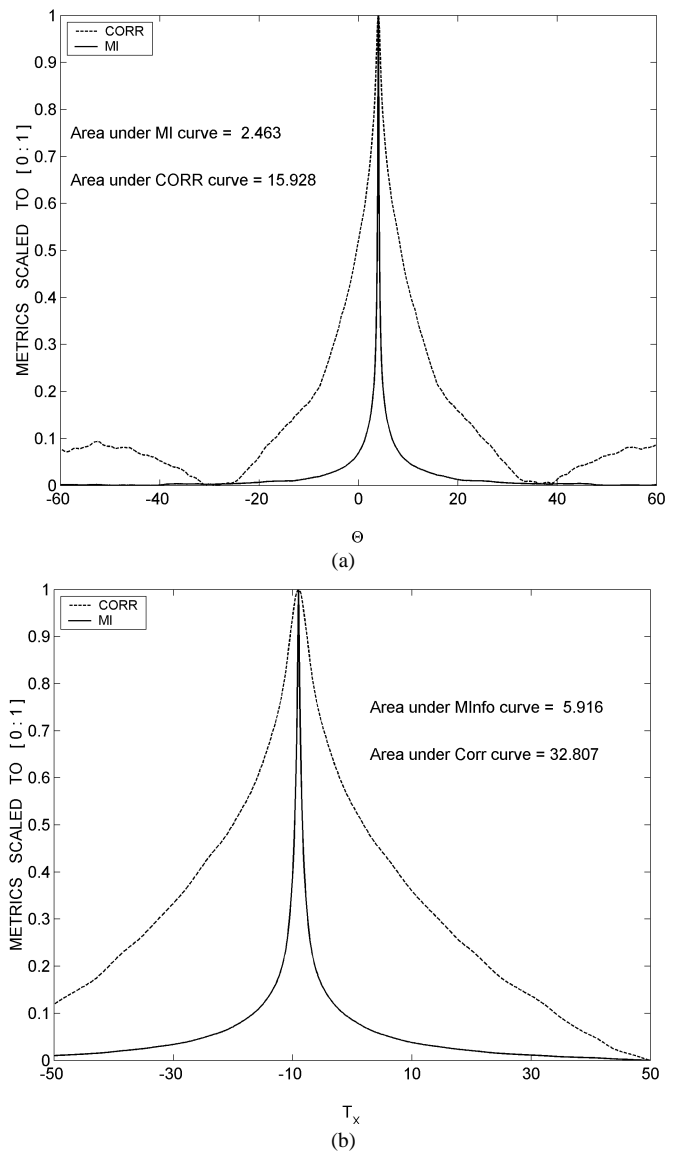 1
CORR
MI
0.9
0.8
Area under MI curve = 2.463
0.7
Area under CORR curve = 15.928
0.6
METRICS SCALED TO [ 0 : 1 ]
0.5
0.4
0.3
0.2
0.1
0
-60 -40 -20 0 20 40 60
Θ
(a)
1
CORR
MI
0.9
0.8
Area under MInfo curve = 5.916
0.7
Area under Corr curve = 32.807
0.6
METRICS SCALED TO [ 0 : 1 ]
0.5
0.4
0.3
0.2
0.1
0
-50 -30 -10 10 30 50
T_X
(b)